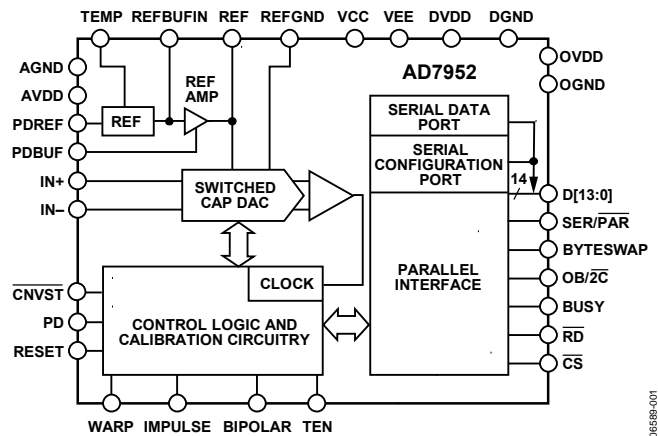 TEMP REFBUFIN REF REFGND VCC VEE DVDD DGND
AGND
AVDD
PDREF
PDBUF
IN+
IN–
CNVST
PD
RESET
REF
REF
AMP
SWITCHED
CAP DAC
CLOCK
CONTROL LOGIC AND
CALIBRATION CIRCUITRY
AD7952
SERIAL DATA
PORT
SERIAL
CONFIGURATION
PORT
14
PARALLEL
INTERFACE
OVDD
OGND
D[13:0]
SER/PAR
BYTESWAP
OB/2C
BUSY
RD
CS
WARP IMPULSE BIPOLAR TEN
06589-001